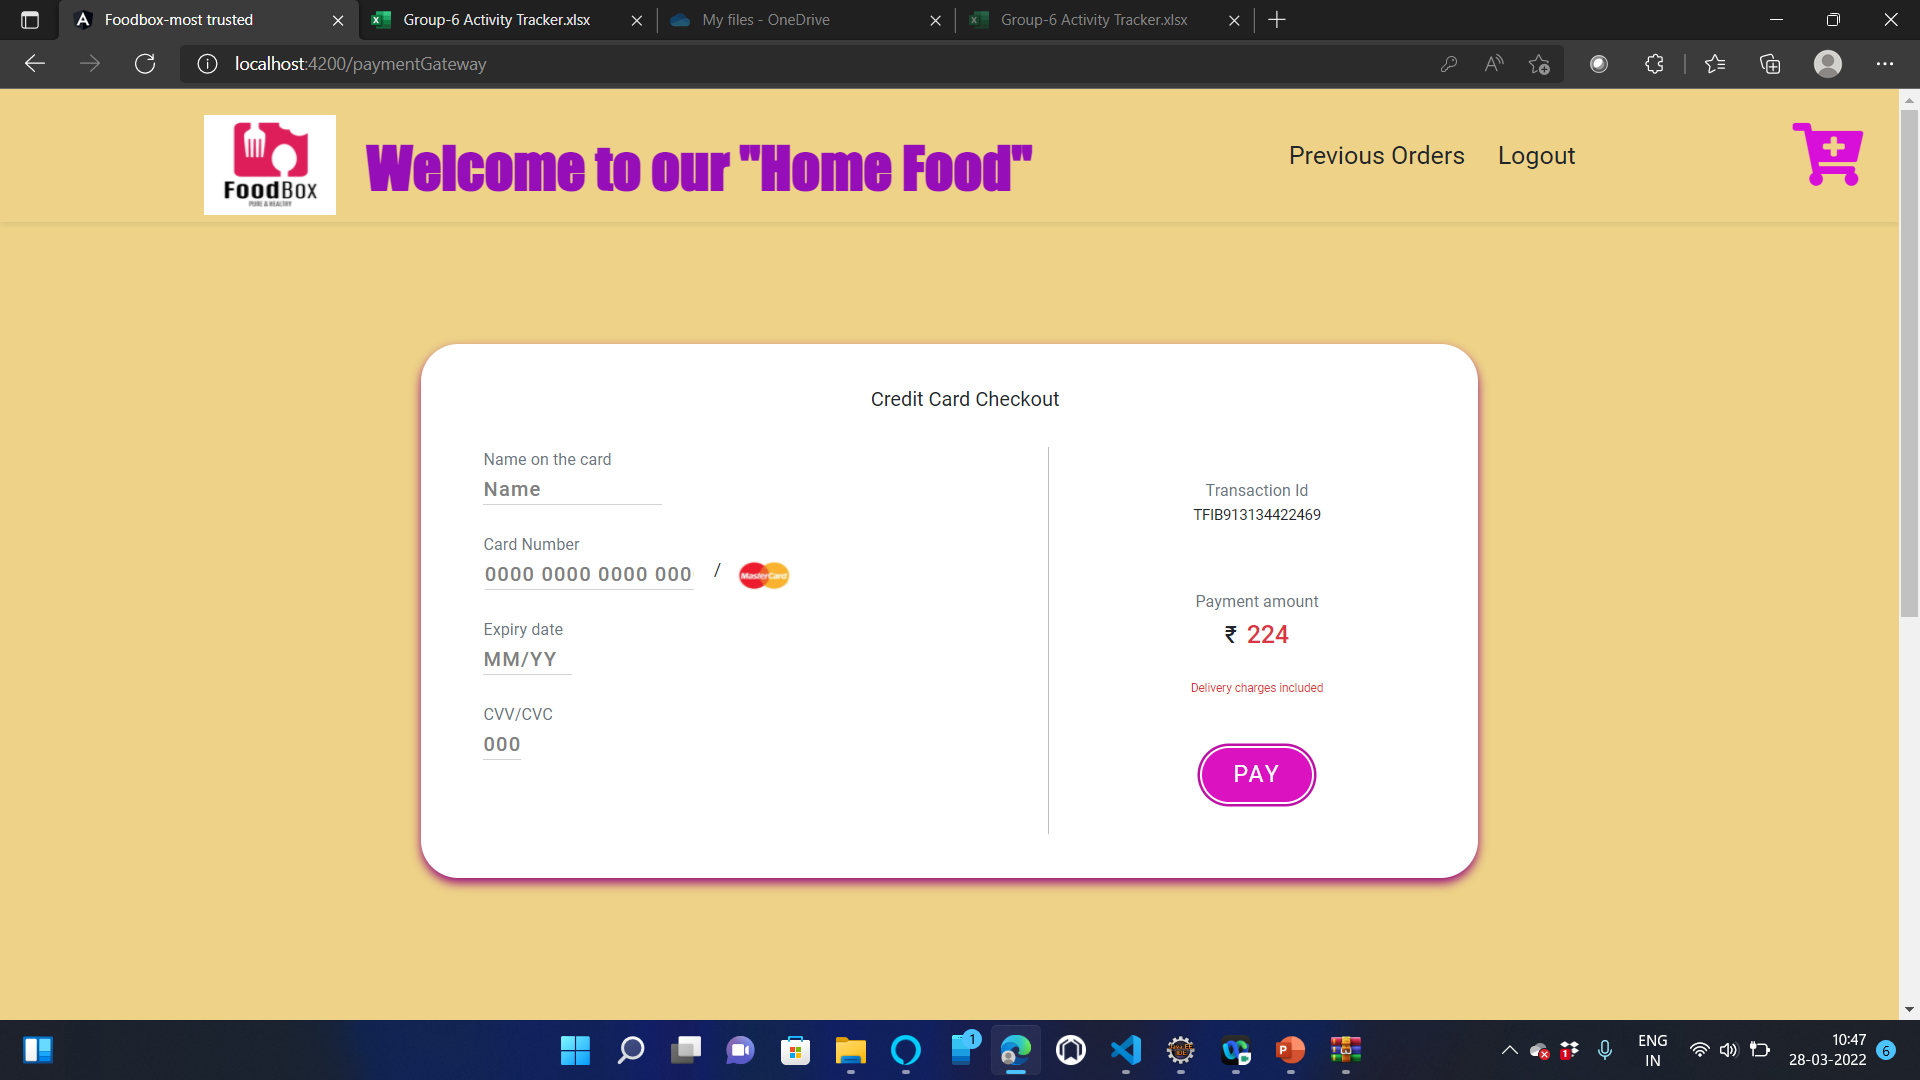 Foodbox-most trusted
Group-6 Activity Tracker.xlsx
My files - OneDrive
Group-6 Activity Tracker.xlsx
localhost:4200/paymentGateway
FOODBOX
PURE & HEALTHY
Welcome to our "Home Food"
Previous Orders
Logout
Credit Card Checkout
Name on the card
Name
Card Number
0000 0000 0000 000
/
MasterCard
Expiry date
MM/YY
CVV/CVC
000
Transaction Id
TFIB913134422469
Payment amount
₹ 224
Delivery charges included
PAY
1
1
ENG
IN
10:47
28-03-2022
6